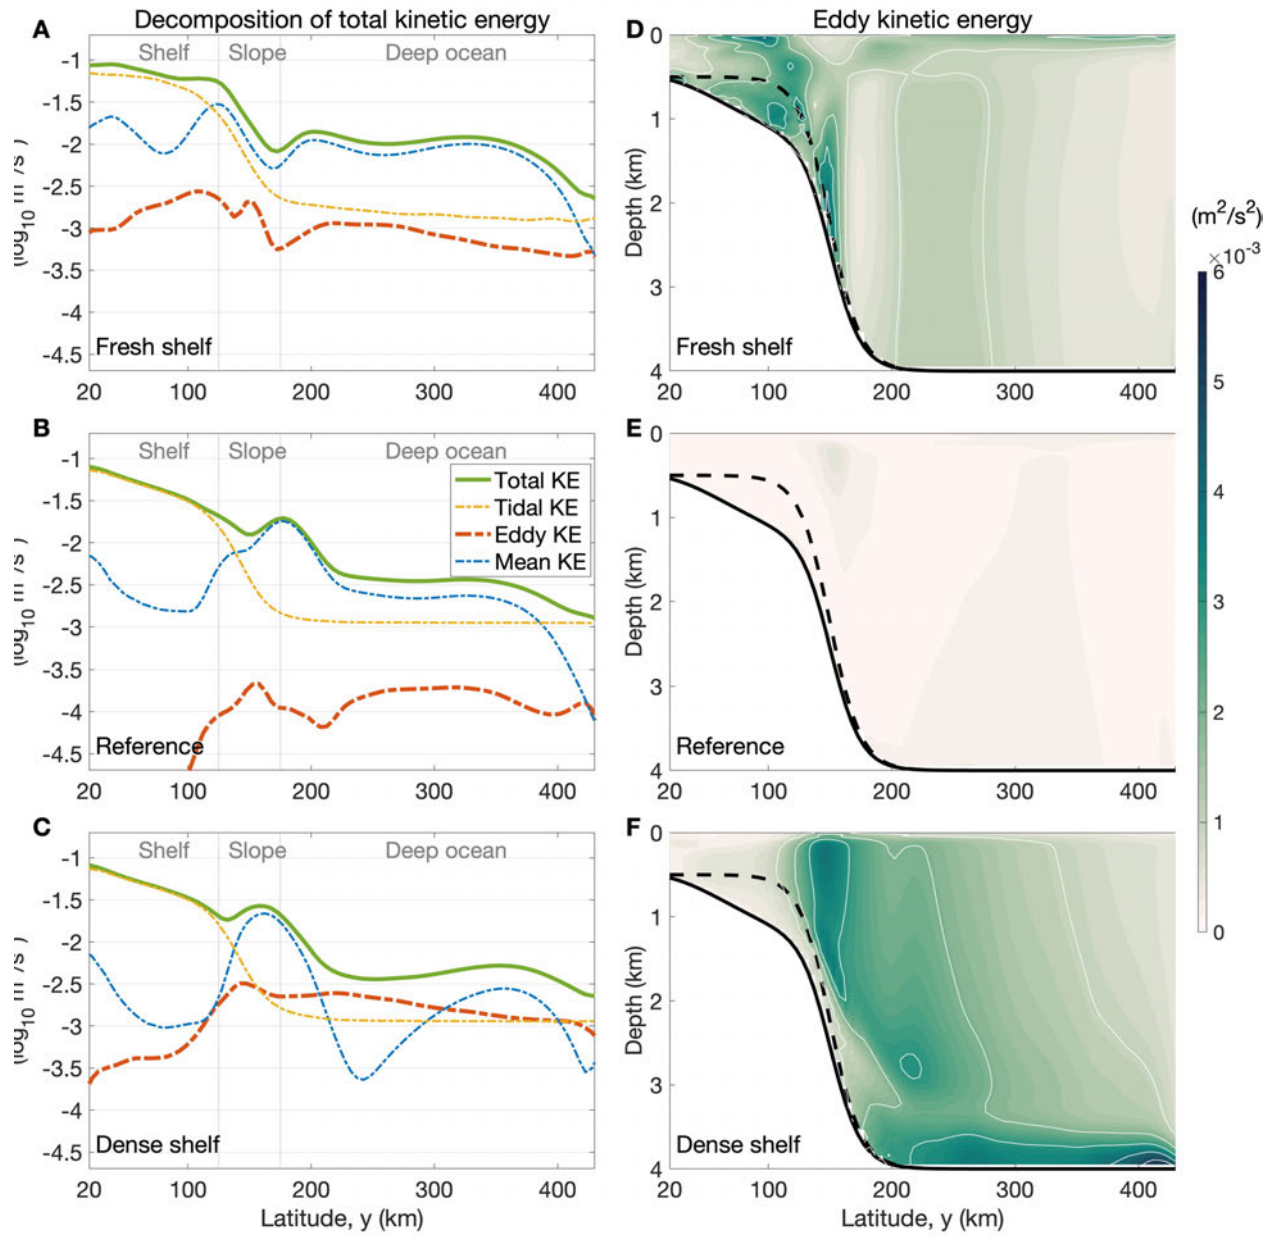 Decomposition of total kinetic energy
A
Shelf Slope Deep ocean
-1
-1.5
-2
-2.5
-3
-3.5
-4
-4.5
(log10 m /s
Fresh shelf
20 100 200 300 400
B
Shelf Slope Deep ocean
-1
-1.5
-2
-2.5
-3
-3.5
-4
-4.5
(log10 m /s
Total KE
Tidal KE
Eddy KE
Mean KE
Reference
20 100 200 300 400
C
Shelf Slope Deep ocean
-1
-1.5
-2
-2.5
-3
-3.5
-4
-4.5
(log10 m /s
Dense shelf
20 100 200 300 400
Latitude, y (km)
Eddy kinetic energy
D
0
1
2
3
4
Depth (km)
Fresh shelf
20 100 200 300 400
E
0
1
2
3
4
Depth (km)
Reference
20 100 200 300 400
F
0
1
2
3
4
Depth (km)
Dense shelf
20 100 200 300 400
Latitude, y (km)
(m²/s²)
×10⁻³
6
5
4
3
2
1
0